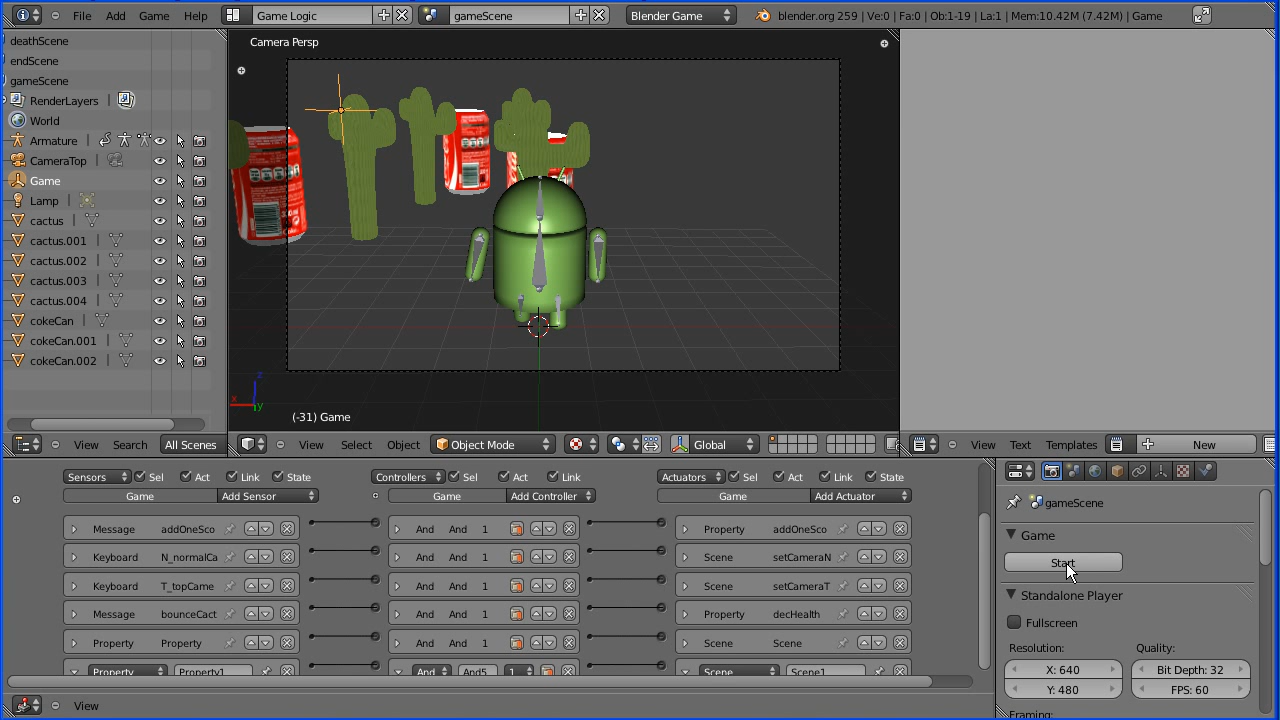 File Add Game Help Game Logic gameScene Blender Game blender.org 259 | Ve:0 | Fa:0 | Ob:1-19 | La:1 | Mem:10.42M (7.42M) | Game
deathScene
endScene
gameScene
RenderLayers
World
Armature
CameraTop
Game
Lamp
cactus
cactus.001
cactus.002
cactus.003
cactus.004
cokeCan
cokeCan.001
cokeCan.002
View Search All Scenes
Camera Persp
x
z
y
(-31) Game
View Select Object Object Mode Global
View Text Templates New
Sensors Sel Act Link State
Game Add Sensor
Message addOneSco
Keyboard N_normalCa
Keyboard T_topCame
Message bounceCact
Property Property
Property Property1
Controllers Sel Act Link
Game Add Controller
And And 1
And And 1
And And 1
And And 1
And And 1
And And5 1
Actuators Sel Act Link State
Game Add Actuator
Property addOneSco
Scene setCameraN
Scene setCameraT
Property decHealth
Scene Scene
Scene Scene1
View
gameScene
Game
Start
Standalone Player
Fullscreen
Resolution: Quality:
X: 640 Bit Depth: 32
Y: 480 FPS: 60
Framing: